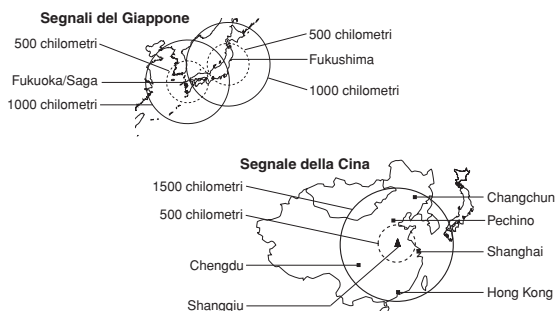 Segnali del Giappone
500 chilometri
500 chilometri
Fukuoka/Saga
Fukushima
1000 chilometri
1000 chilometri
Segnale della Cina
1500 chilometri
500 chilometri
Changchun
Pechino
Shanghai
Chengdu
Hong Kong
Shangqiu